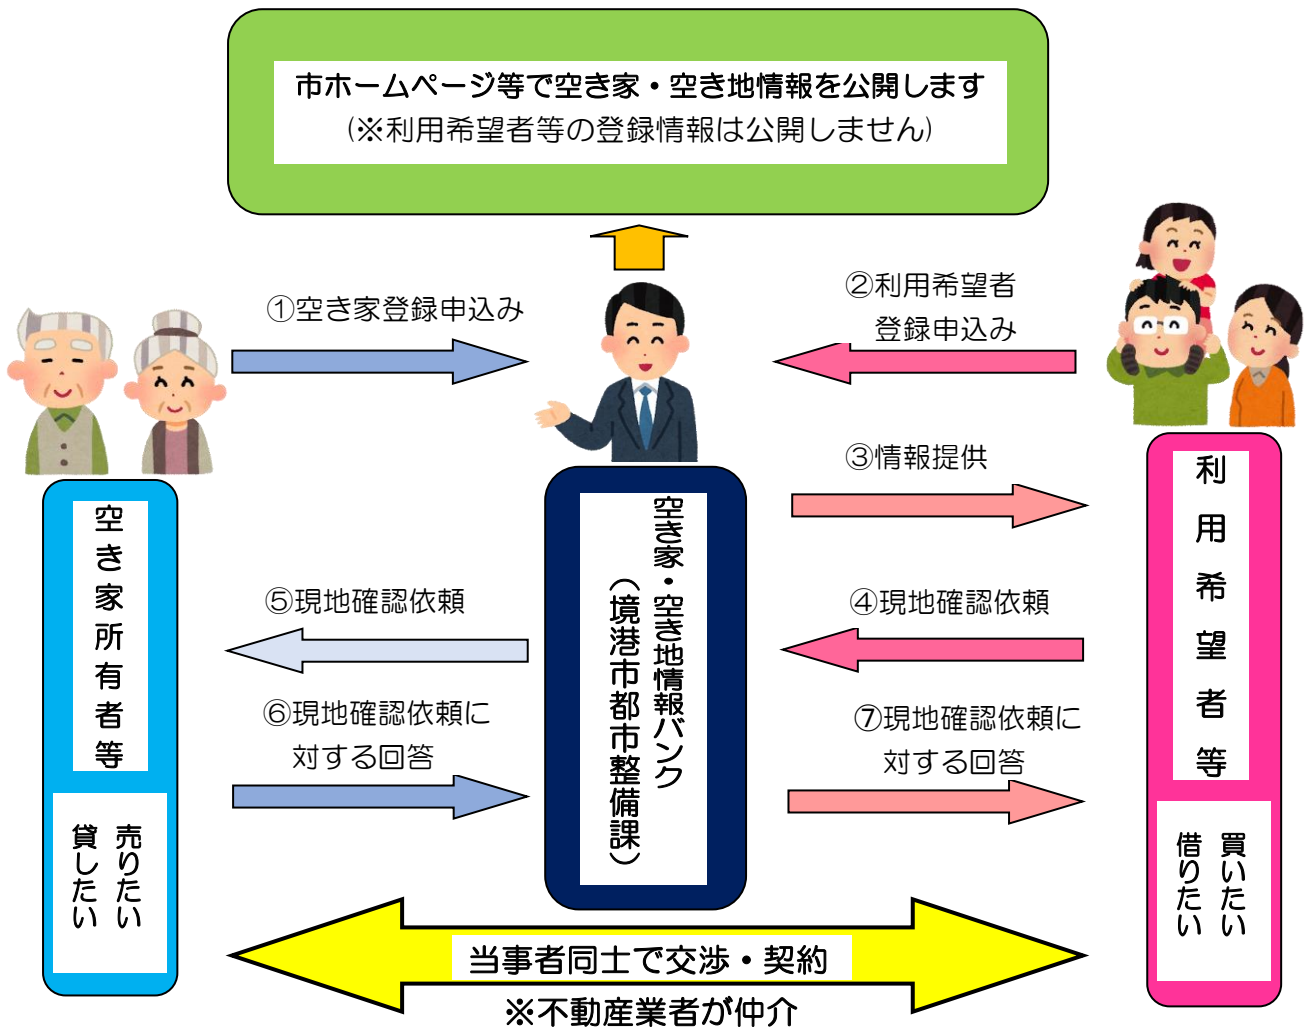 市ホームページ等で空き家・空き地情報を公開します
(※利用希望者等の登録情報は公開しません)
①空き家登録申込み
②利用希望者
登録申込み
③情報提供
④現地確認依頼
⑤現地確認依頼
⑥現地確認依頼に
対する回答
⑦現地確認依頼に
対する回答
空き家所有者等
売りたい
貸したい
空き家・空き地情報バンク
(境港市都市整備課)
利用希望者等
買いたい
借りたい
当事者同士で交渉・契約
※不動産業者が仲介